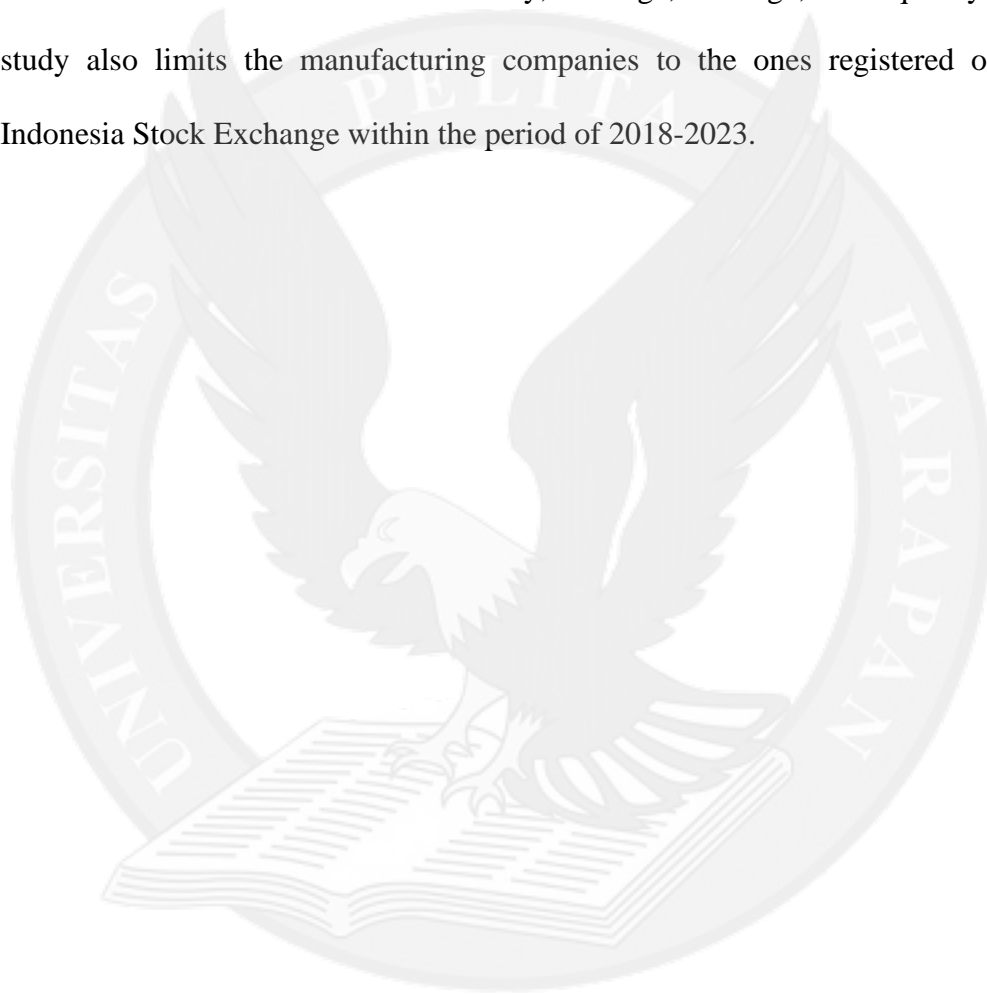 study also limits the manufacturing companies to the ones registered o
Indonesia Stock Exchange within the period of 2018-2023.
UNIVERSITAS PELITA HARAPAN